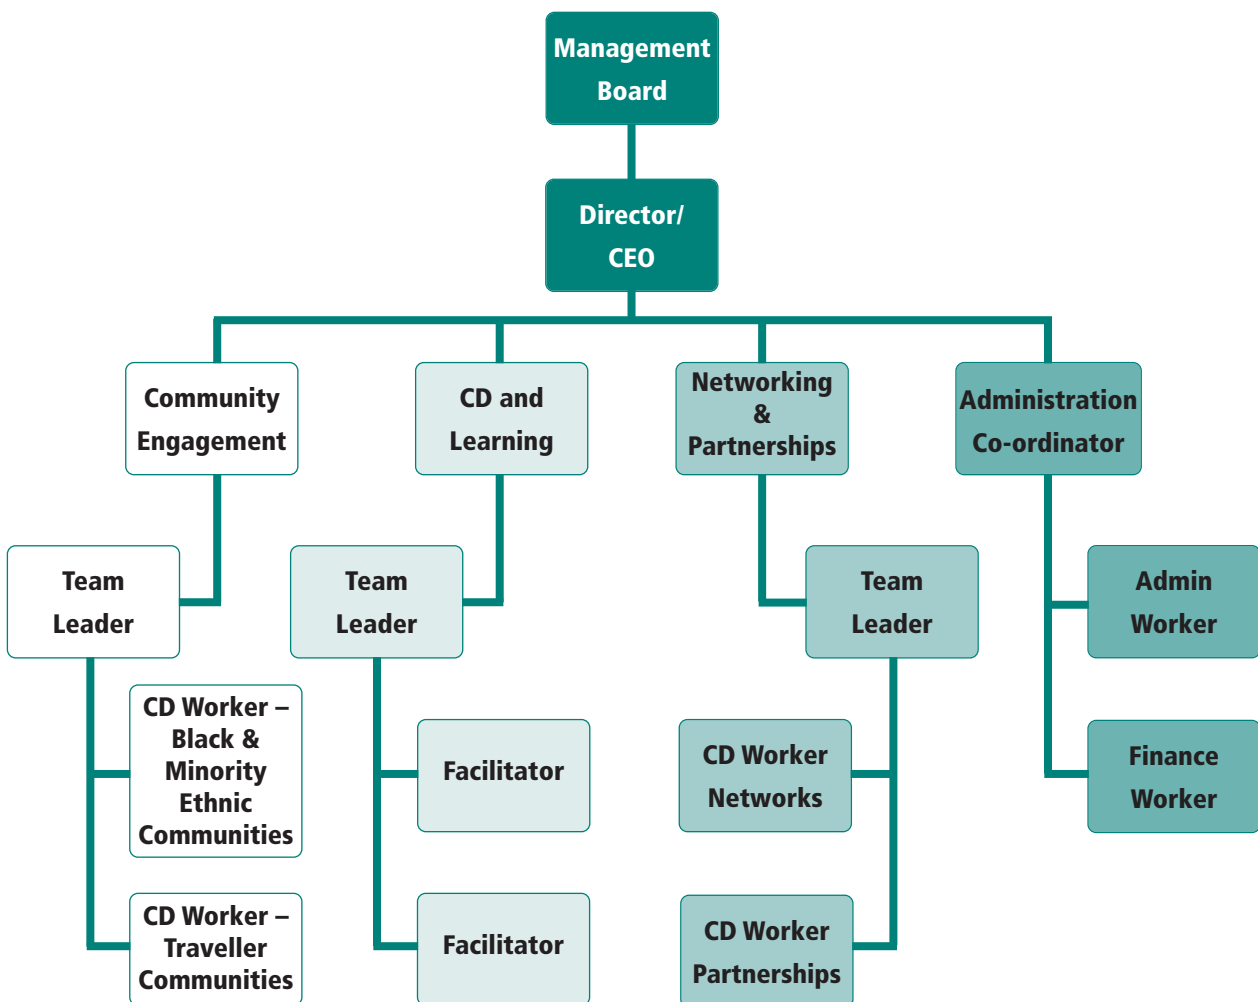 Management
Board
Director/
CEO
Community
Engagement
CD and
Learning
Networking
&
Partnerships
Administration
Co-ordinator
Team
Leader
Team
Leader
Team
Leader
Admin
Worker
CD Worker –
Black &
Minority
Ethnic
Communities
Facilitator
CD Worker
Networks
Finance
Worker
CD Worker –
Traveller
Communities
Facilitator
CD Worker
Partnerships